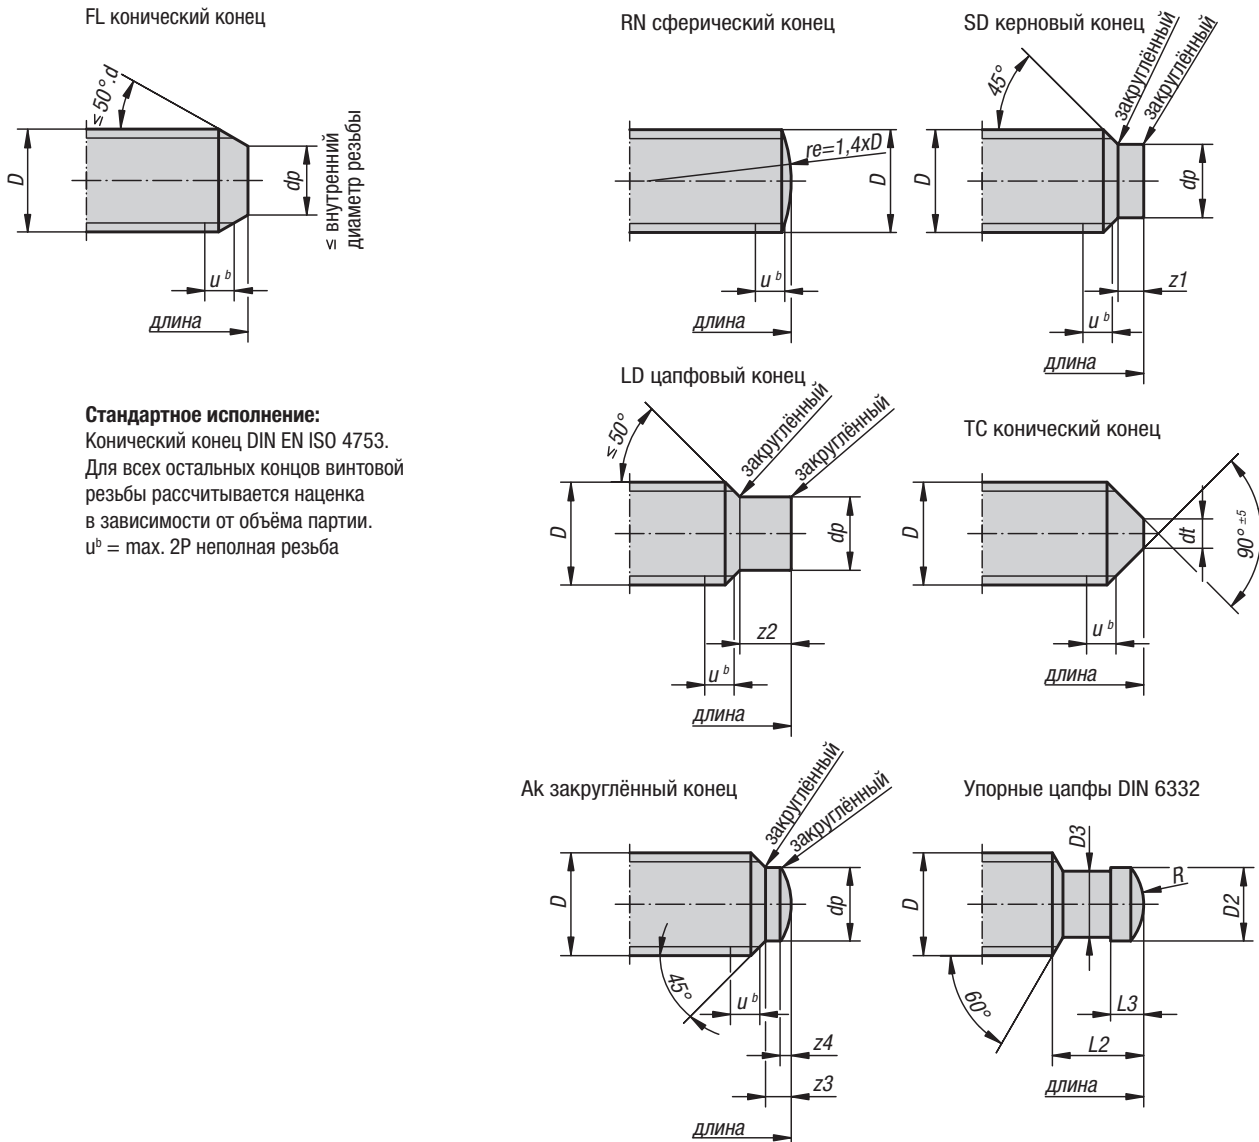 FL конический конец
≤ 50°.d
D
dp
≤ внутренний
диаметр резьбы
u b
длина
RN сферический конец
re=1,4xD
D
u b
длина
SD керновый конец
45°
закруглённый
закруглённый
D
dp
z1
u b
длина
Стандартное исполнение:
Конический конец DIN EN ISO 4753.
Для всех остальных концов винтовой
резьбы рассчитывается наценка
в зависимости от объёма партии.
uᵇ = max. 2P неполная резьба
LD цапфовый конец
≤ 50°
закруглённый
закруглённый
D
dp
z2
u b
длина
TC конический конец
D
dt
90° ±5
u b
длина
Ak закруглённый конец
закруглённый
закруглённый
D
dp
45°
u b
z4
z3
длина
Упорные цапфы DIN 6332
D3
R
D
D2
60°
L3
L2
длина